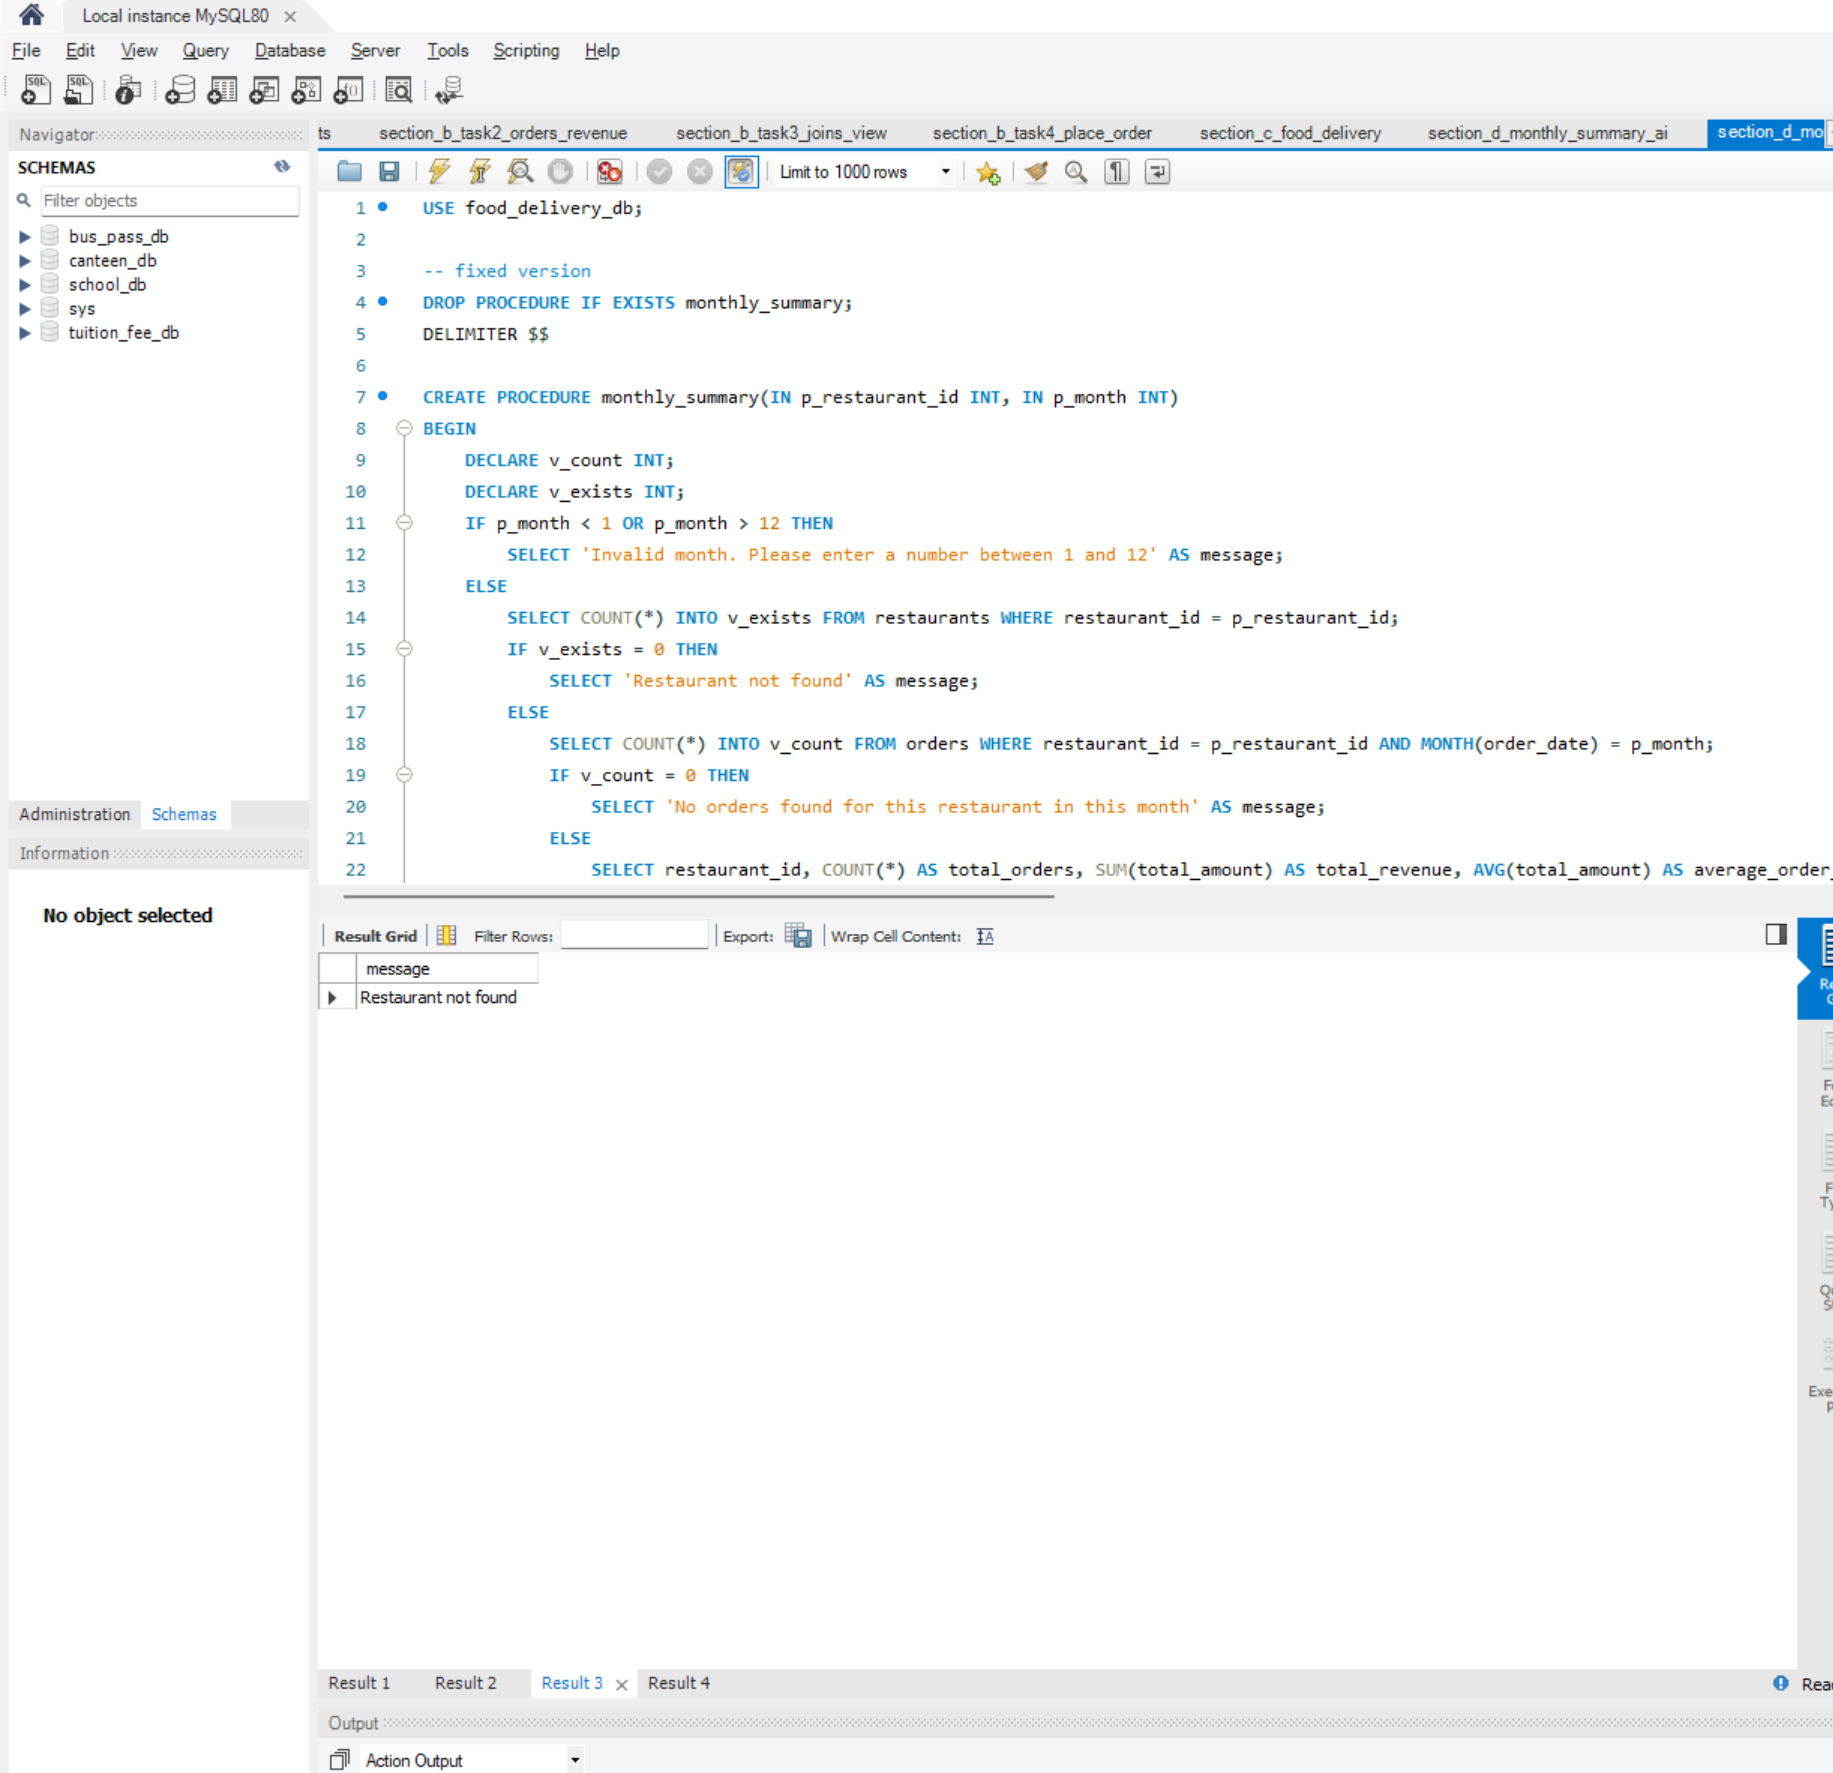 Local instance MySQL80
File Edit View Query Database Server Tools Scripting Help
Navigator
SCHEMAS
Filter objects
bus_pass_db
canteen_db
school_db
sys
tuition_fee_db
Administration Schemas
Information
No object selected
ts section_b_task2_orders_revenue section_b_task3_joins_view section_b_task4_place_order section_c_food_delivery section_d_monthly_summary_ai section_d_mo
Limit to 1000 rows
1 USE food_delivery_db;
2
3 -- fixed version
4 DROP PROCEDURE IF EXISTS monthly_summary;
5 DELIMITER $$
6
7 CREATE PROCEDURE monthly_summary(IN p_restaurant_id INT, IN p_month INT)
8 BEGIN
9 DECLARE v_count INT;
10 DECLARE v_exists INT;
11 IF p_month < 1 OR p_month > 12 THEN
12 SELECT 'Invalid month. Please enter a number between 1 and 12' AS message;
13 ELSE
14 SELECT COUNT(*) INTO v_exists FROM restaurants WHERE restaurant_id = p_restaurant_id;
15 IF v_exists = 0 THEN
16 SELECT 'Restaurant not found' AS message;
17 ELSE
18 SELECT COUNT(*) INTO v_count FROM orders WHERE restaurant_id = p_restaurant_id AND MONTH(order_date) = p_month;
19 IF v_count = 0 THEN
20 SELECT 'No orders found for this restaurant in this month' AS message;
21 ELSE
22 SELECT restaurant_id, COUNT(*) AS total_orders, SUM(total_amount) AS total_revenue, AVG(total_amount) AS average_order_
Result Grid Filter Rows: Export: Wrap Cell Content:
message
Restaurant not found
Result 1 Result 2 Result 3 Result 4
Output
Action Output